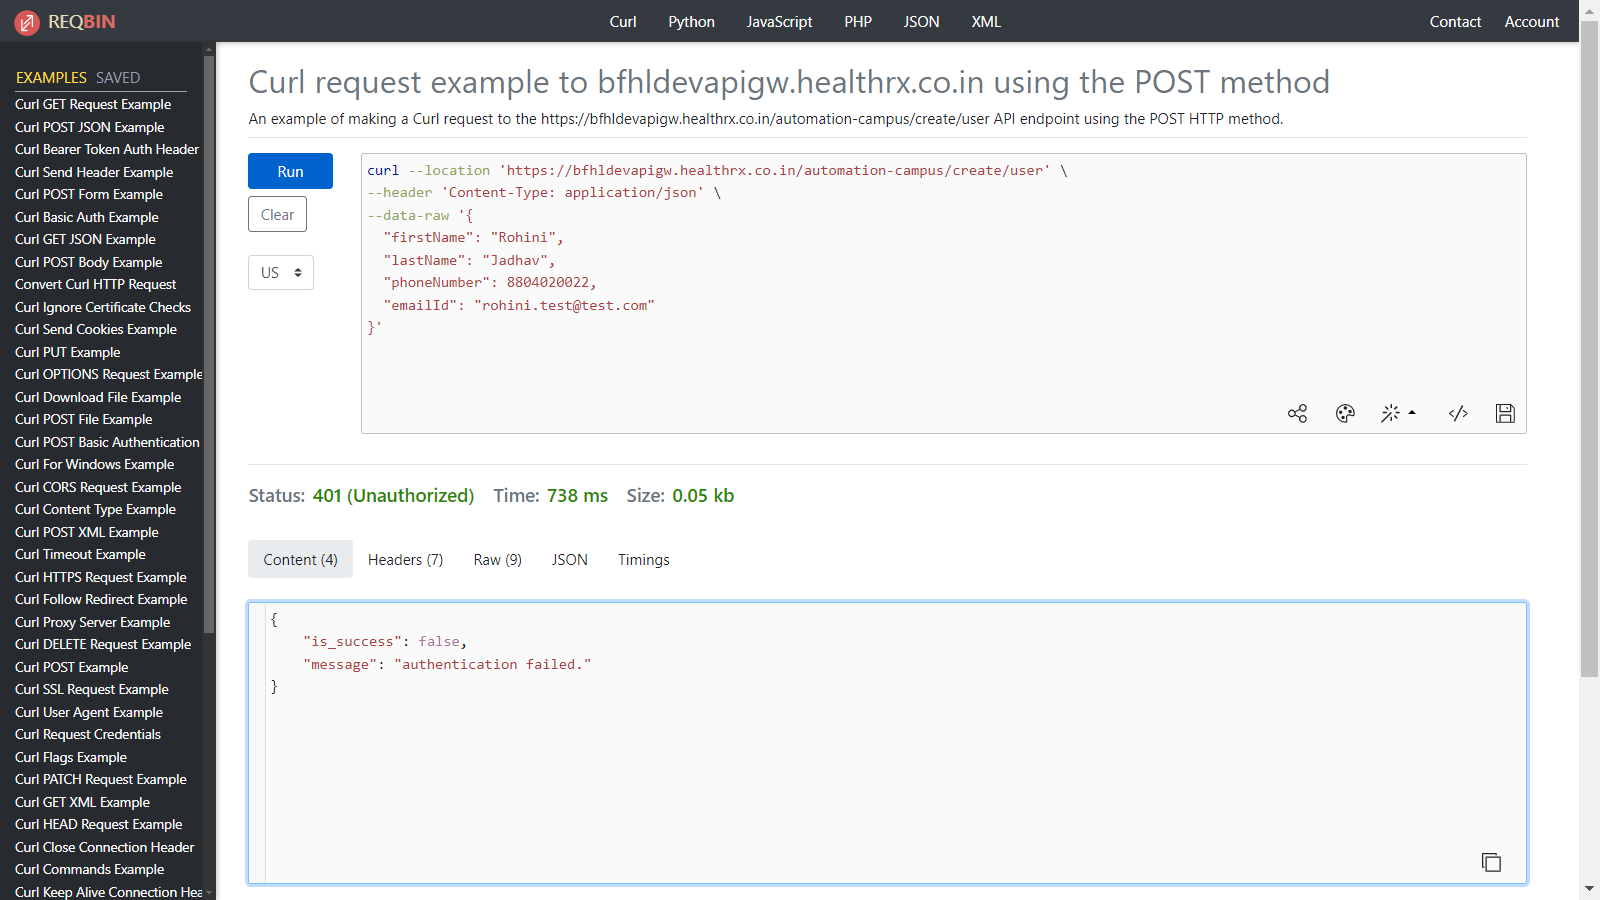 REQBIN
Curl Python JavaScript PHP JSON XML
Contact Account
EXAMPLES SAVED
Curl GET Request Example
Curl POST JSON Example
Curl Bearer Token Auth Header
Curl Send Header Example
Curl POST Form Example
Curl Basic Auth Example
Curl GET JSON Example
Curl POST Body Example
Convert Curl HTTP Request
Curl Ignore Certificate Checks
Curl Send Cookies Example
Curl PUT Example
Curl OPTIONS Request Example
Curl Download File Example
Curl POST File Example
Curl POST Basic Authentication
Curl For Windows Example
Curl CORS Request Example
Curl Content Type Example
Curl POST XML Example
Curl Timeout Example
Curl HTTPS Request Example
Curl Follow Redirect Example
Curl Proxy Server Example
Curl DELETE Request Example
Curl POST Example
Curl SSL Request Example
Curl User Agent Example
Curl Request Credentials
Curl Flags Example
Curl PATCH Request Example
Curl GET XML Example
Curl HEAD Request Example
Curl Close Connection Header
Curl Commands Example
Curl Keep Alive Connection Hea
Curl request example to bfhldevapigw.healthrx.co.in using the POST method
An example of making a Curl request to the https://bfhldevapigw.healthrx.co.in/automation-campus/create/user API endpoint using the POST HTTP method.
Run
Clear
US
curl --location 'https://bfhldevapigw.healthrx.co.in/automation-campus/create/user' \
--header 'Content-Type: application/json' \
--data-raw '{
"firstName": "Rohini",
"lastName": "Jadhav",
"phoneNumber": 8804020022,
"emailId": "rohini.test@test.com"
}'
Status: 401 (Unauthorized) Time: 738 ms Size: 0.05 kb
Content (4) Headers (7) Raw (9) JSON Timings
{
"is_success": false,
"message": "authentication failed."
}